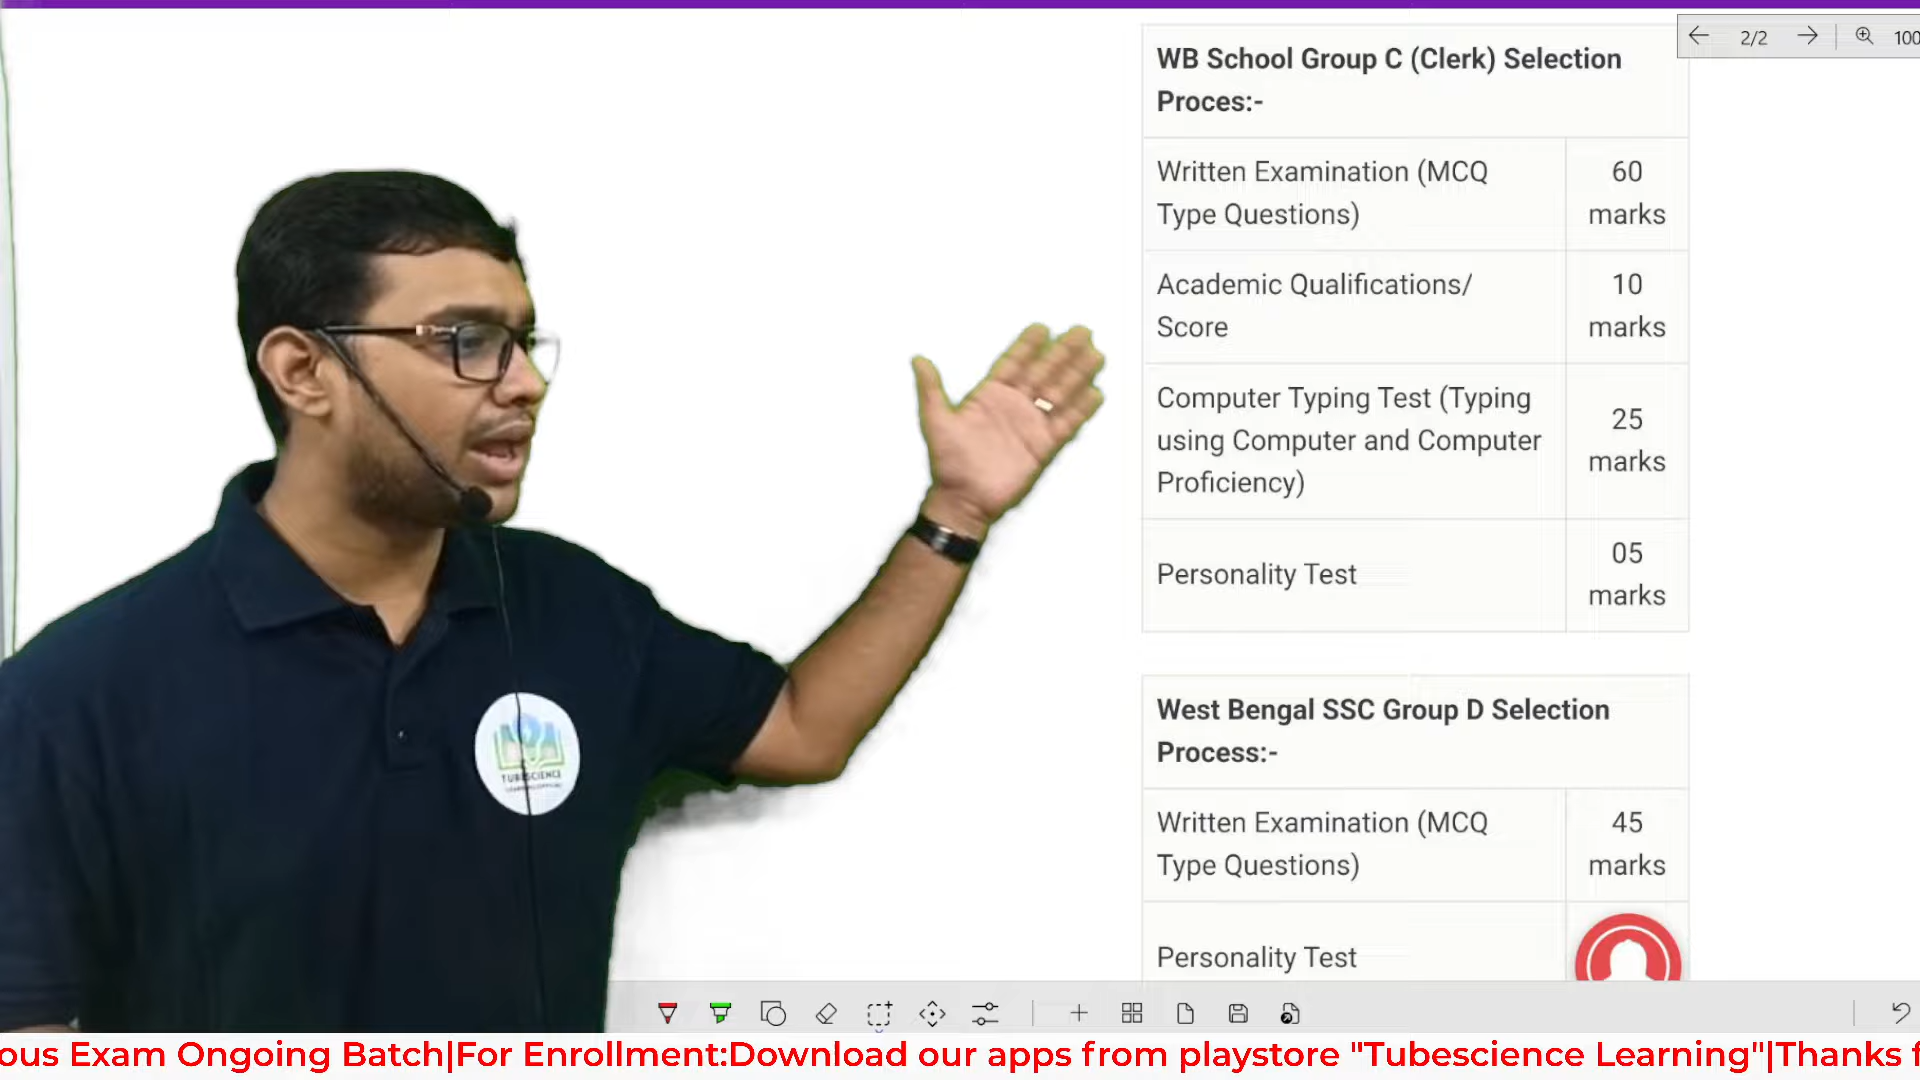 2/2
100
WB School Group C (Clerk) Selection
Proces:-
Written Examination (MCQ
Type Questions)
60
marks
Academic Qualifications/
Score
10
marks
Computer Typing Test (Typing
using Computer and Computer
Proficiency)
25
marks
Personality Test
05
marks
West Bengal SSC Group D Selection
Process:-
Written Examination (MCQ
Type Questions)
45
marks
Personality Test
TUBESCIENCE
ous Exam Ongoing Batch|For Enrollment:Download our apps from playstore "Tubescience Learning"|Thanks f